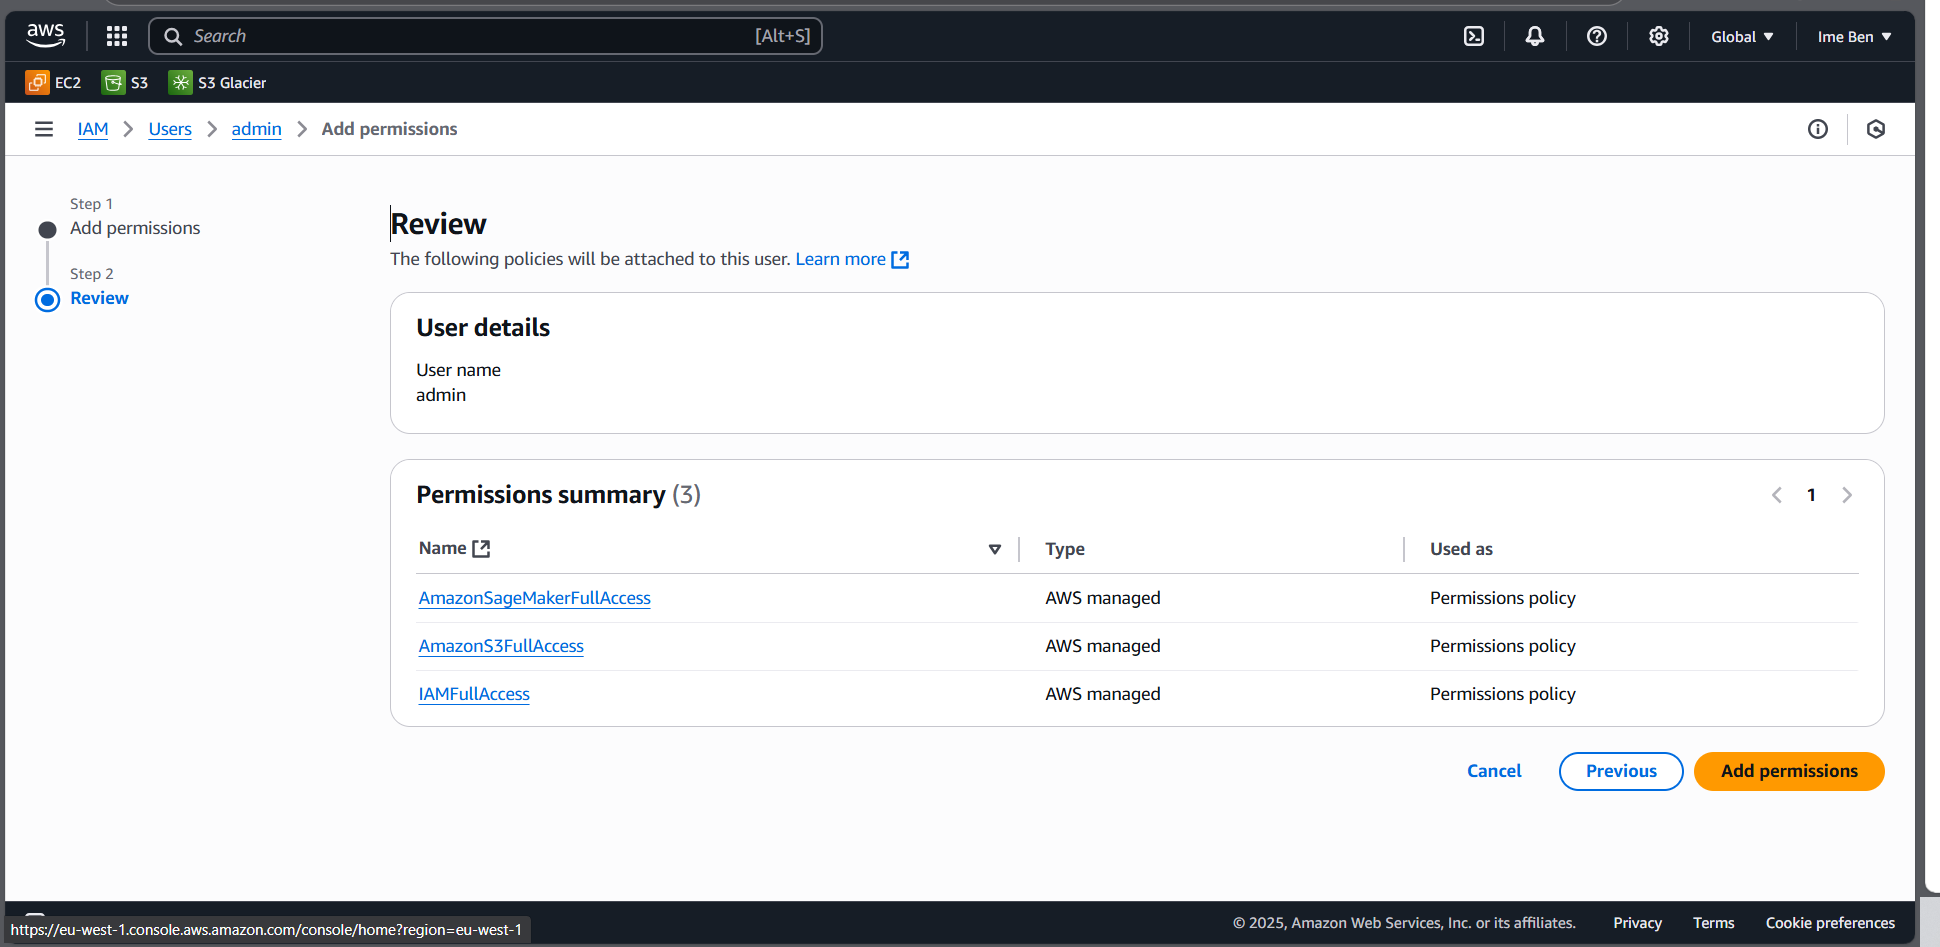 aws
Search [Alt+S]
Global ▼ Ime Ben ▼
EC2 S3 S3 Glacier
IAM > Users > admin > Add permissions
Step 1
Add permissions
Step 2
Review
Review
The following policies will be attached to this user. Learn more
User details
User name
admin
Permissions summary (3)
1
Name Type Used as
AmazonSageMakerFullAccess AWS managed Permissions policy
AmazonS3FullAccess AWS managed Permissions policy
IAMFullAccess AWS managed Permissions policy
Cancel Previous Add permissions
https://eu-west-1.console.aws.amazon.com/console/home?region=eu-west-1
© 2025, Amazon Web Services, Inc. or its affiliates. Privacy Terms Cookie preferences